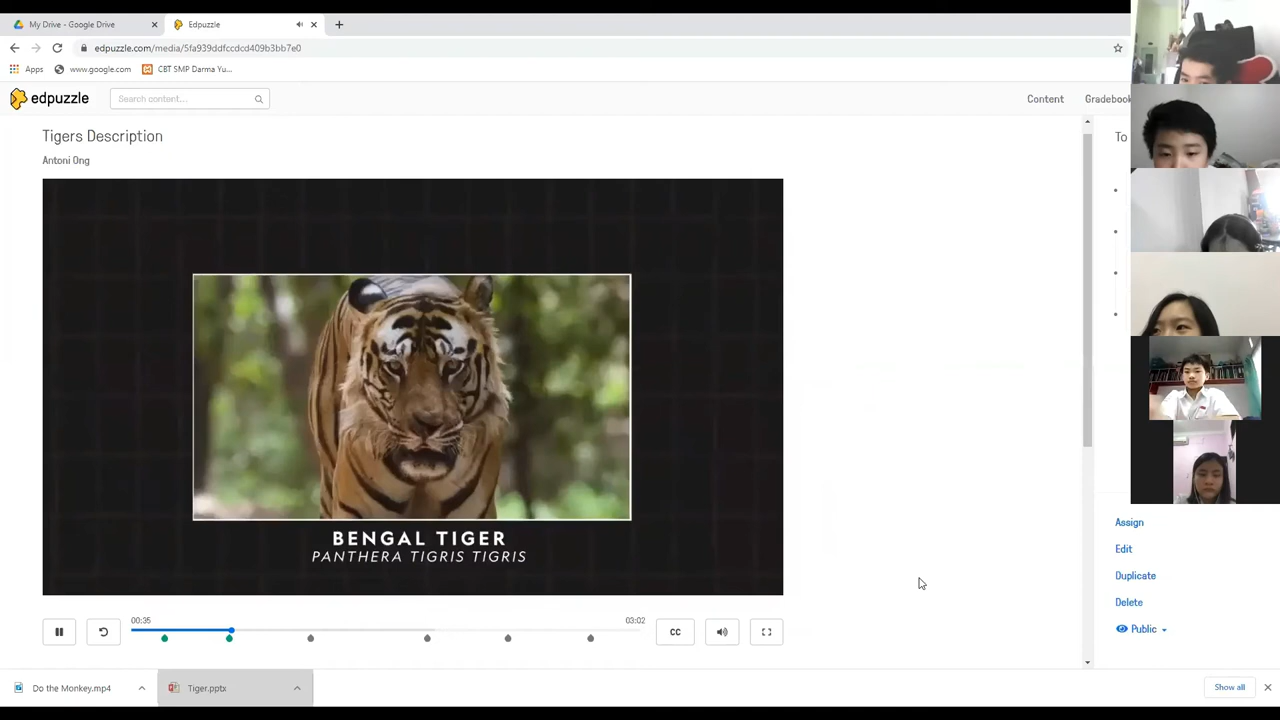 My Drive - Google Drive
Edpuzzle
edpuzzle.com/media/5fa939ddfccdcd409b3bb7e0
Apps
www.google.com
CBT SMP Darma Yu...
edpuzzle
Search content...
Content
Gradebook
Tigers Description
To
Antoni Ong
BENGAL TIGER
PANTHERA TIGRIS TIGRIS
Assign
Edit
Duplicate
Delete
Public
00:35
03:02
CC
Do the Monkey.mp4
Tiger.pptx
Show all